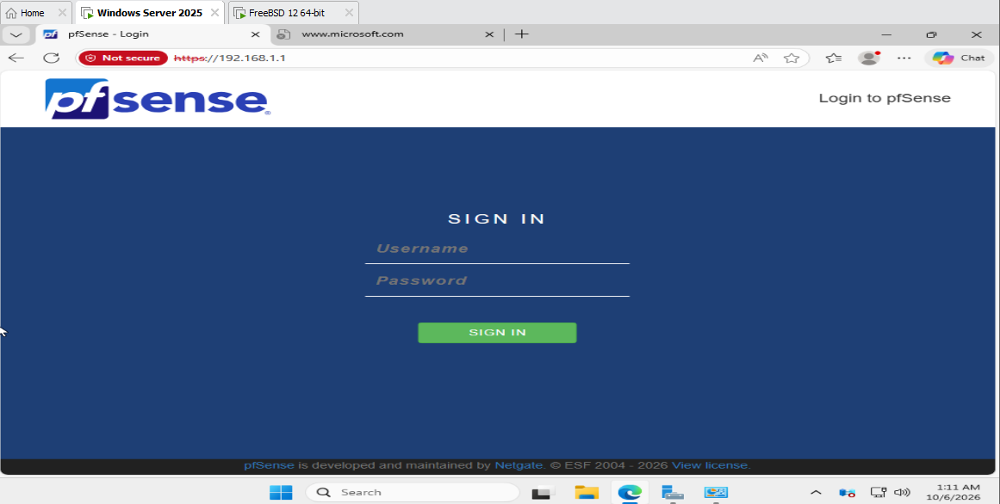 Home
Windows Server 2025
FreeBSD 12 64-bit
pfSense - Login
www.microsoft.com
Not secure
https://192.168.1.1
Chat
pfsense
Login to pfSense
SIGN IN
Username
Password
SIGN IN
pfSense is developed and maintained by Netgate. © ESF 2004 - 2026 View license.
Search
1:11 AM
10/6/2026